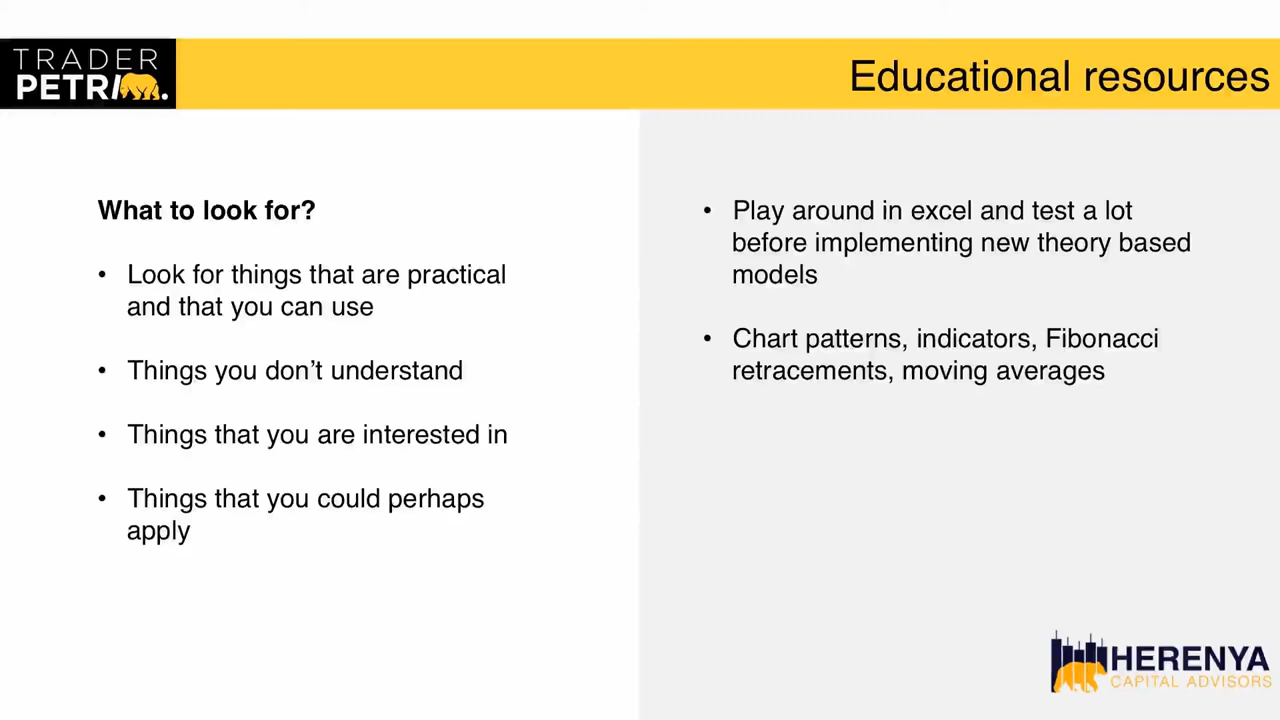 TRADER
PETRI.
Educational resources
What to look for?
• Look for things that are practical
and that you can use
• Things you don’t understand
• Things that you are interested in
• Things that you could perhaps
apply
• Play around in excel and test a lot
before implementing new theory based
models
• Chart patterns, indicators, Fibonacci
retracements, moving averages
HERENYA
CAPITAL ADVISORS